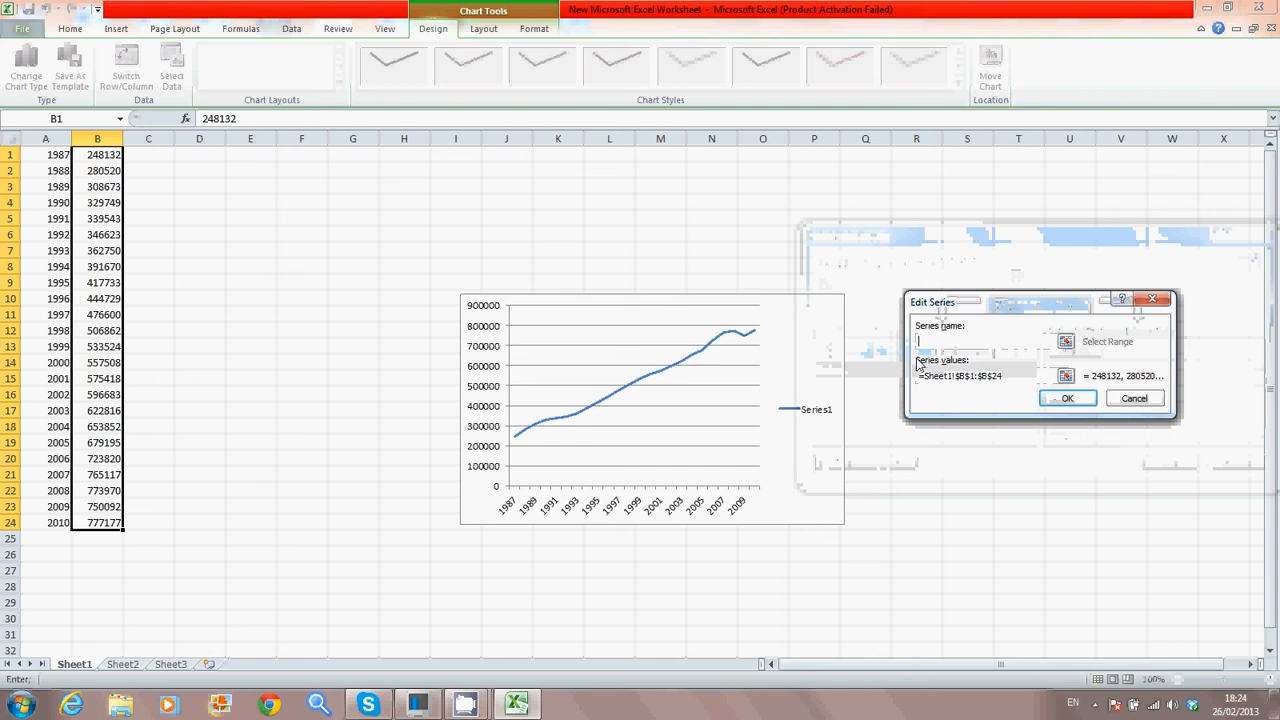 Chart Tools
New Microsoft Excel Worksheet - Microsoft Excel (Product Activation Failed)
File Home Insert Page Layout Formulas Data Review View Design Layout Format
Change Chart Type Save As Template Switch Row/Column Select Data Move Chart
Type Data Chart Layouts Chart Styles Location
B1 fx 248132
A B C D E F G H I J K L M N O P Q R S T U V W X
1 1987 248132
2 1988 280520
3 1989 308673
4 1990 329749
5 1991 339543
6 1992 346623
7 1993 362750
8 1994 391670
9 1995 417733
10 1996 444729
11 1997 476600
12 1998 506862
13 1999 533524
14 2000 557508
15 2001 575418
16 2002 596683
17 2003 622816
18 2004 653852
19 2005 679195
20 2006 723820
21 2007 765117
22 2008 773970
23 2009 750092
24 2010 777177
25
26
27
28
29
30
31
32
900000
800000
700000
600000
500000
400000
300000
200000
100000
0
1987 1989 1991 1993 1995 1997 1999 2001 2003 2005 2007 2009
Series1
Edit Series
Series name:
Select Range
Series values:
=Sheet1!$B$1:$B$24 = 248132, 280520...
OK Cancel
Sheet1 Sheet2 Sheet3
Enter 100%
EN 18:24
26/02/2013